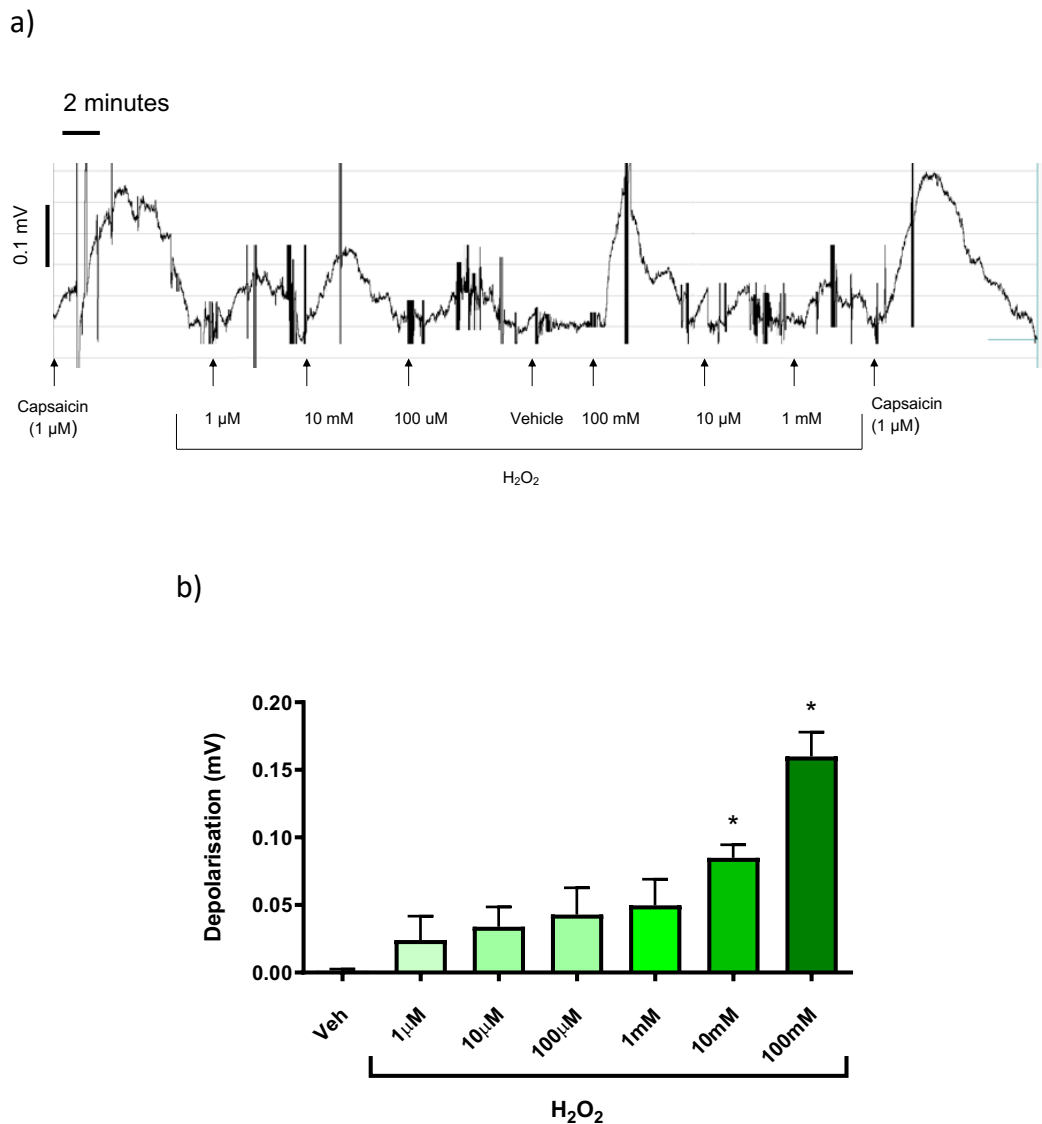 a)
2 minutes
0.1 mV
Capsaicin
(1 µM)
1 µM
10 mM
100 uM
Vehicle
100 mM
10 µM
1 mM
Capsaicin
(1 µM)
H₂O₂
b)
Depolarisation (mV)
0.20
0.15
0.10
0.05
0.00
*
*
Veh
1µM
10µM
100µM
1mM
10mM
100mM
H₂O₂